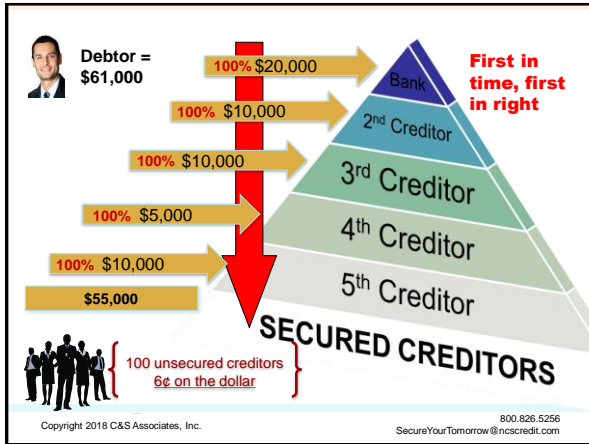 Debtor =
$61,000
100% $20,000
100% $10,000
100% $10,000
100% $5,000
100% $10,000
$55,000
First in
time, first
in right
Bank
2nd Creditor
3rd Creditor
4th Creditor
5th Creditor
SECURED CREDITORS
100 unsecured creditors
6¢ on the dollar
Copyright 2018 C&S Associates, Inc.
800.826.5256
SecureYourTomorrow@ncscredit.com